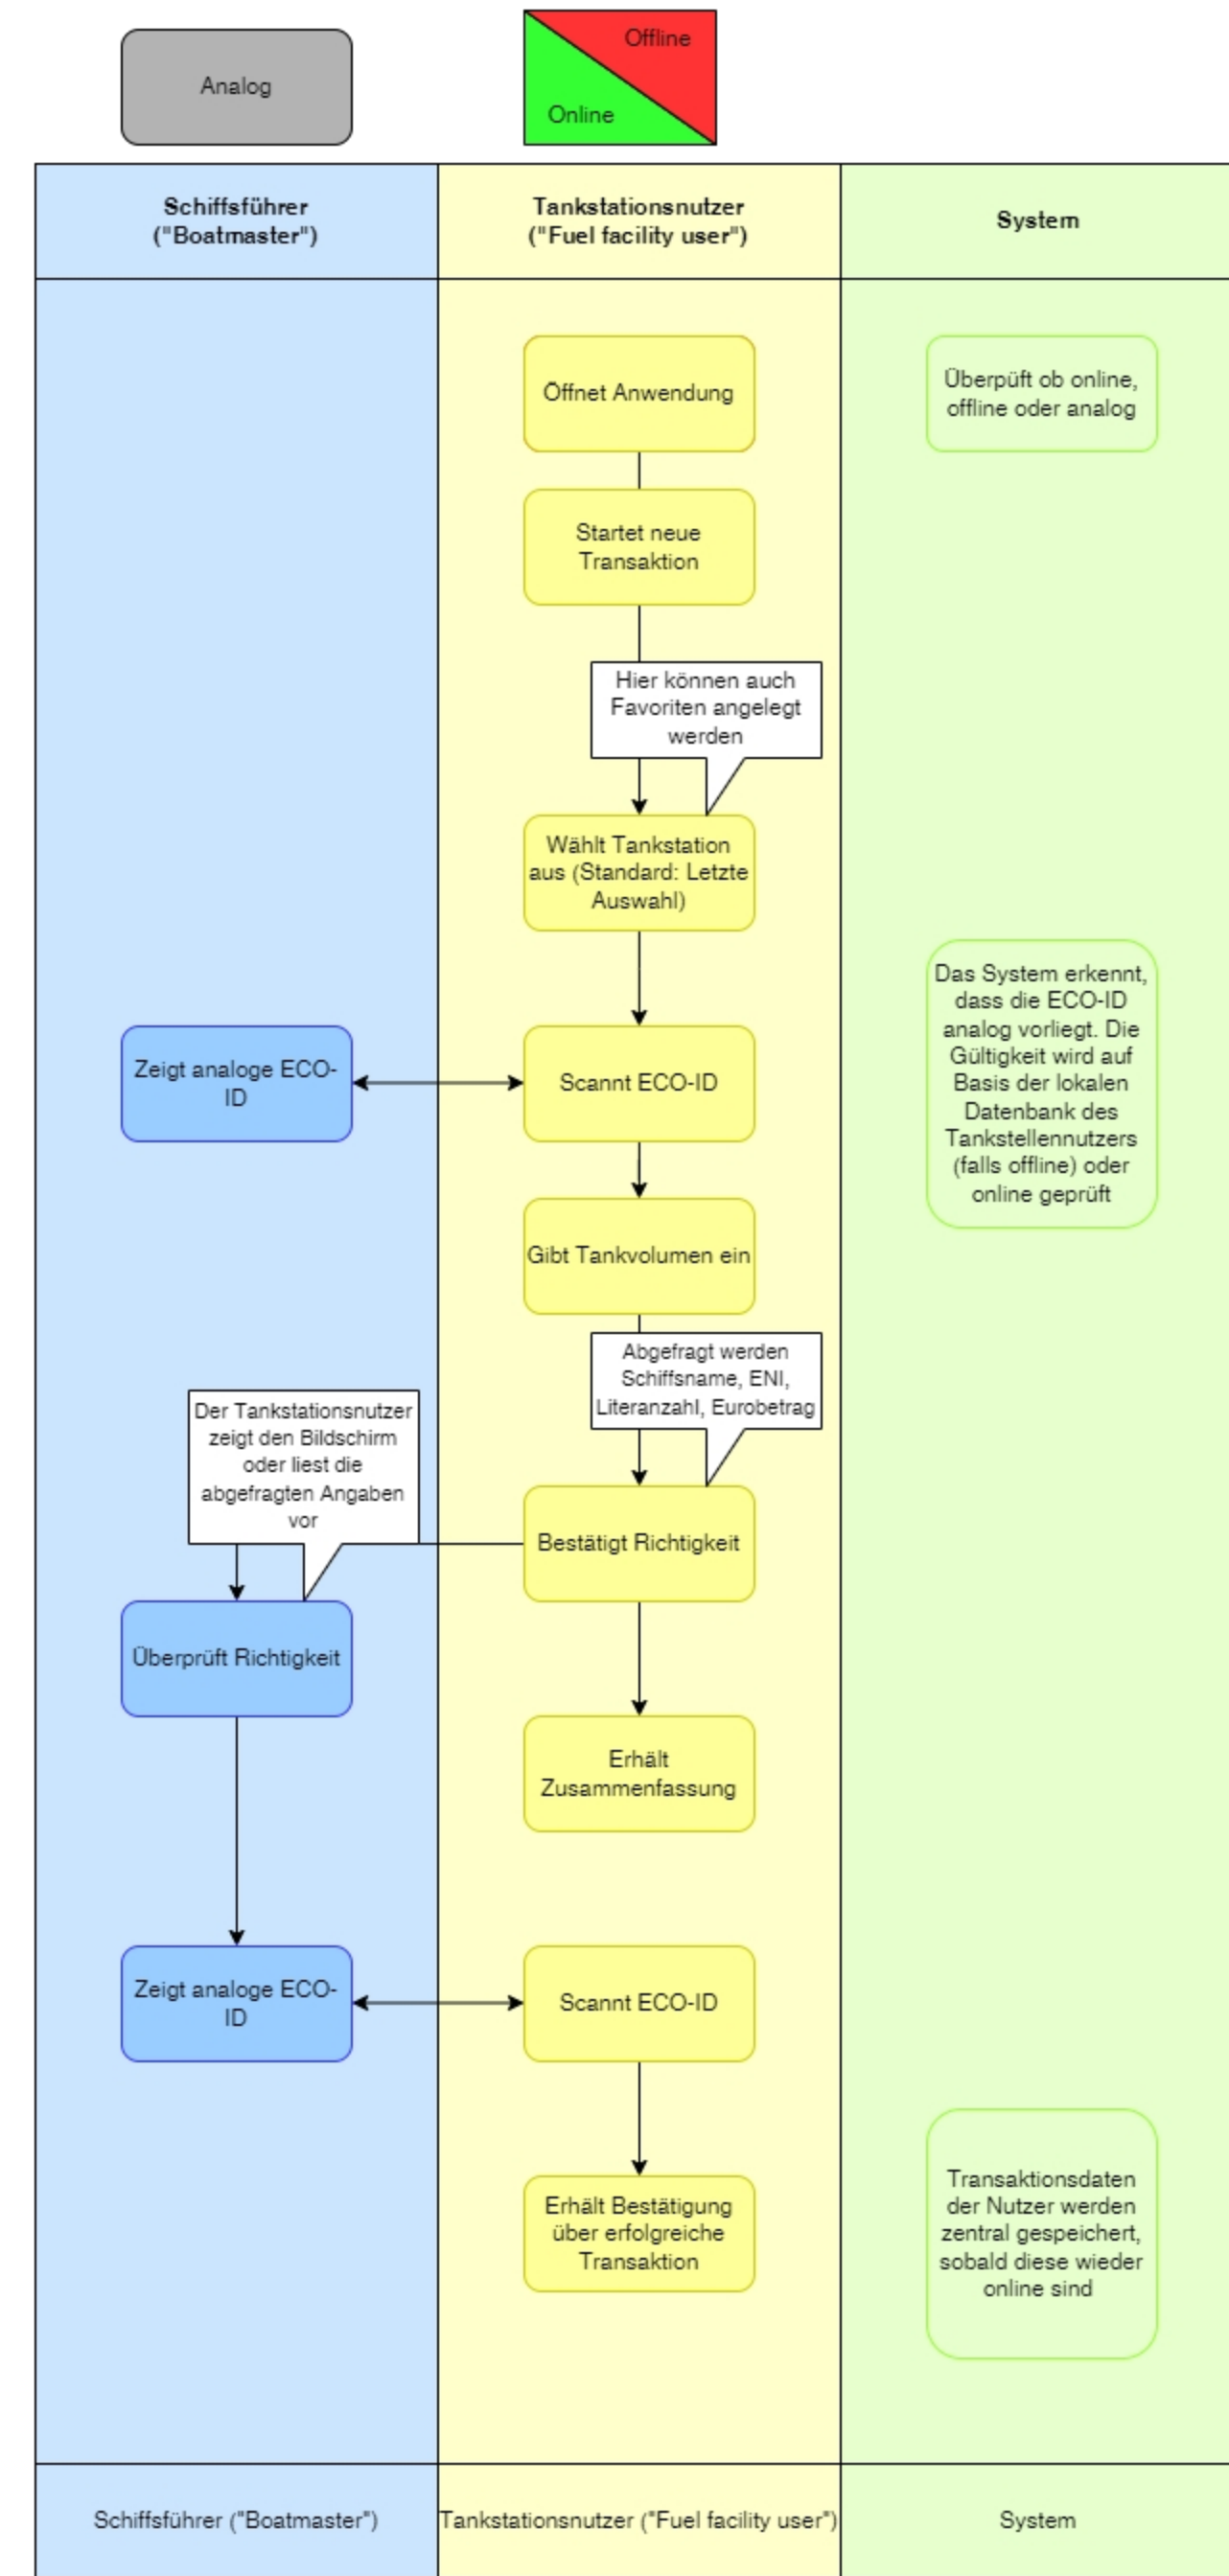 Analog
Offline
Online
Schiffsführer
("Boatmaster")
Tankstationsnutzer
("Fuel facility user")
System
Öffnet Anwendung
Überpüft ob online,
offline oder analog
Startet neue
Transaktion
Hier können auch
Favoriten angelegt
werden
Wählt Tankstation
aus (Standard: Letzte
Auswahl)
Zeigt analoge ECO-
ID
Scannt ECO-ID
Das System erkennt,
dass die ECO-ID
analog vorliegt. Die
Gültigkeit wird auf
Basis der lokalen
Datenbank des
Tankstellennutzers
(falls offline) oder
online geprüft
Gibt Tankvolumen ein
Abgefragt werden
Schiffsname, ENI,
Literanzahl, Eurobetrag
Der Tankstationsnutzer
zeigt den Bildschirm
oder liest die
abgefragten Angaben
vor
Bestätigt Richtigkeit
Überprüft Richtigkeit
Erhält
Zusammenfassung
Zeigt analoge ECO-
ID
Scannt ECO-ID
Erhält Bestätigung
über erfolgreiche
Transaktion
Transaktionsdaten
der Nutzer werden
zentral gespeichert,
sobald diese wieder
online sind
Schiffsführer ("Boatmaster")
Tankstationsnutzer ("Fuel facility user")
System